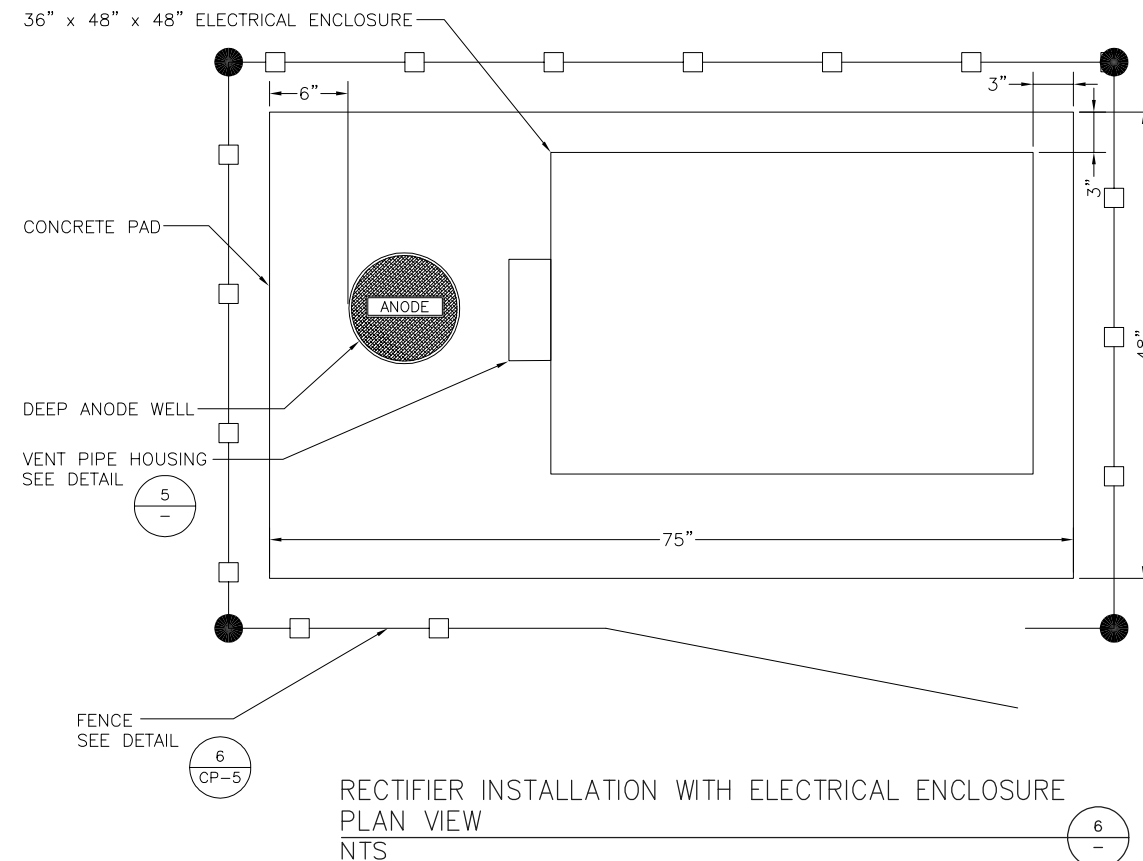 36" x 48" x 48" ELECTRICAL ENCLOSURE
6"
3"
3"
CONCRETE PAD
ANODE
48"
DEEP ANODE WELL
VENT PIPE HOUSING
SEE DETAIL
5
–
75"
FENCE
SEE DETAIL
6
CP–5
RECTIFIER INSTALLATION WITH ELECTRICAL ENCLOSURE
PLAN VIEW
NTS
6
–